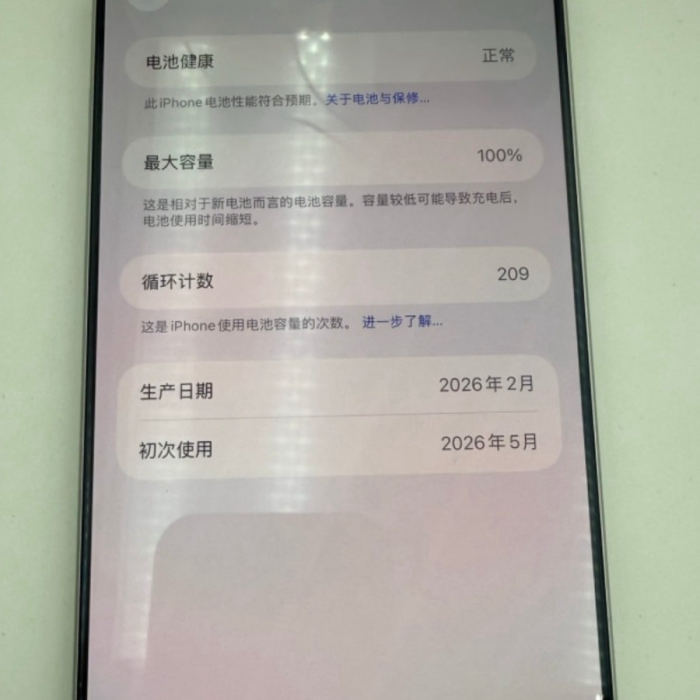 电池健康 正常
此iPhone电池性能符合预期。关于电池与保修...
最大容量 100%
这是相对于新电池而言的电池容量。容量较低可能导致充电后，
电池使用时间缩短。
循环计数 209
这是iPhone使用电池容量的次数。 进一步了解...
生产日期 2026年2月
初次使用 2026年5月